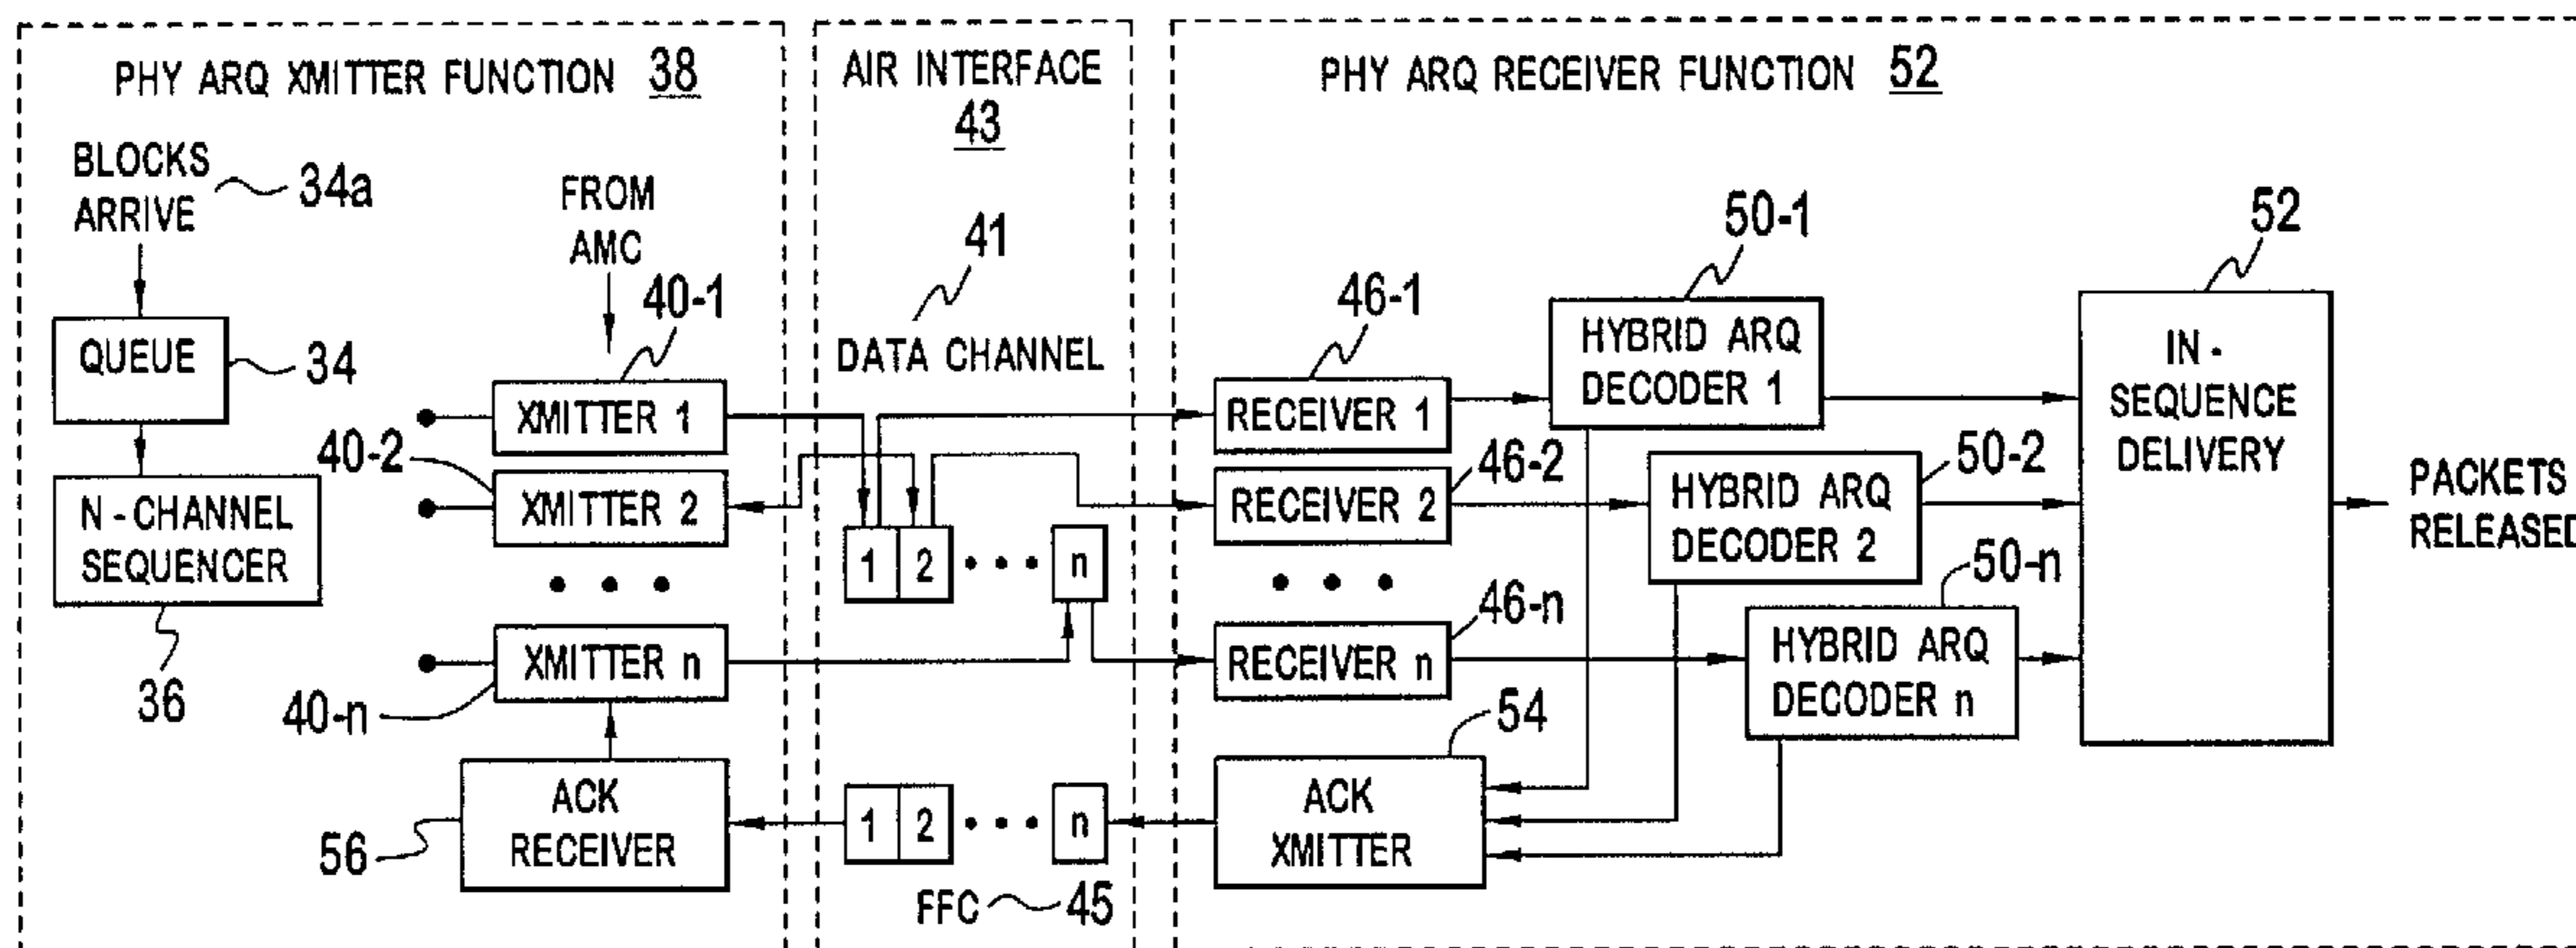 PHY ARQ XMITTER FUNCTION 38
BLOCKS
ARRIVE
34a
FROM
AMC
40-1
QUEUE
34
XMITTER 1
40-2
XMITTER 2
N-CHANNEL
SEQUENCER
36
XMITTER n
40-n
ACK
RECEIVER
56
AIR INTERFACE
43
41
DATA CHANNEL
1 2 n
1 2 n
FFC 45
PHY ARQ RECEIVER FUNCTION 52
46-1
RECEIVER 1
50-1
HYBRID ARQ
DECODER 1
RECEIVER 2
46-2
HYBRID ARQ
DECODER 2
50-2
RECEIVER n
46-n
HYBRID ARQ
DECODER n
50-n
54
ACK
XMITTER
52
IN-
SEQUENCE
DELIVERY
PACKETS
RELEASED